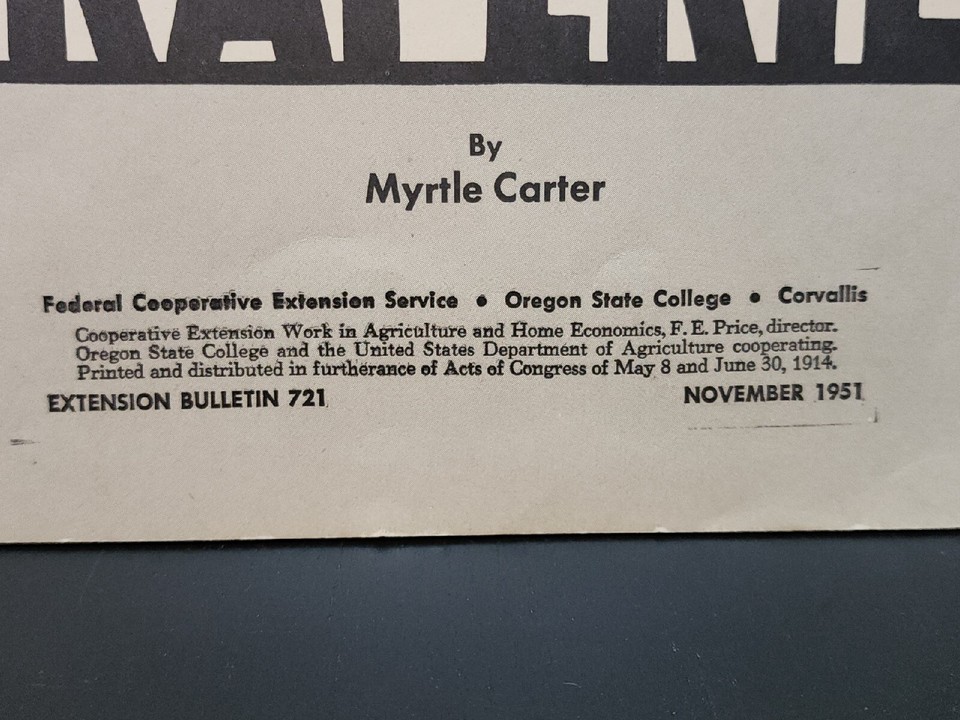 By
Myrtle Carter
Federal Cooperative Extension Service • Oregon State College • Corvallis
Cooperative Extension Work in Agriculture and Home Economics, F. E. Price, director.
Oregon State College and the United States Department of Agriculture cooperating.
Printed and distributed in furtherance of Acts of Congress of May 8 and June 30, 1914.
EXTENSION BULLETIN 721 NOVEMBER 1951